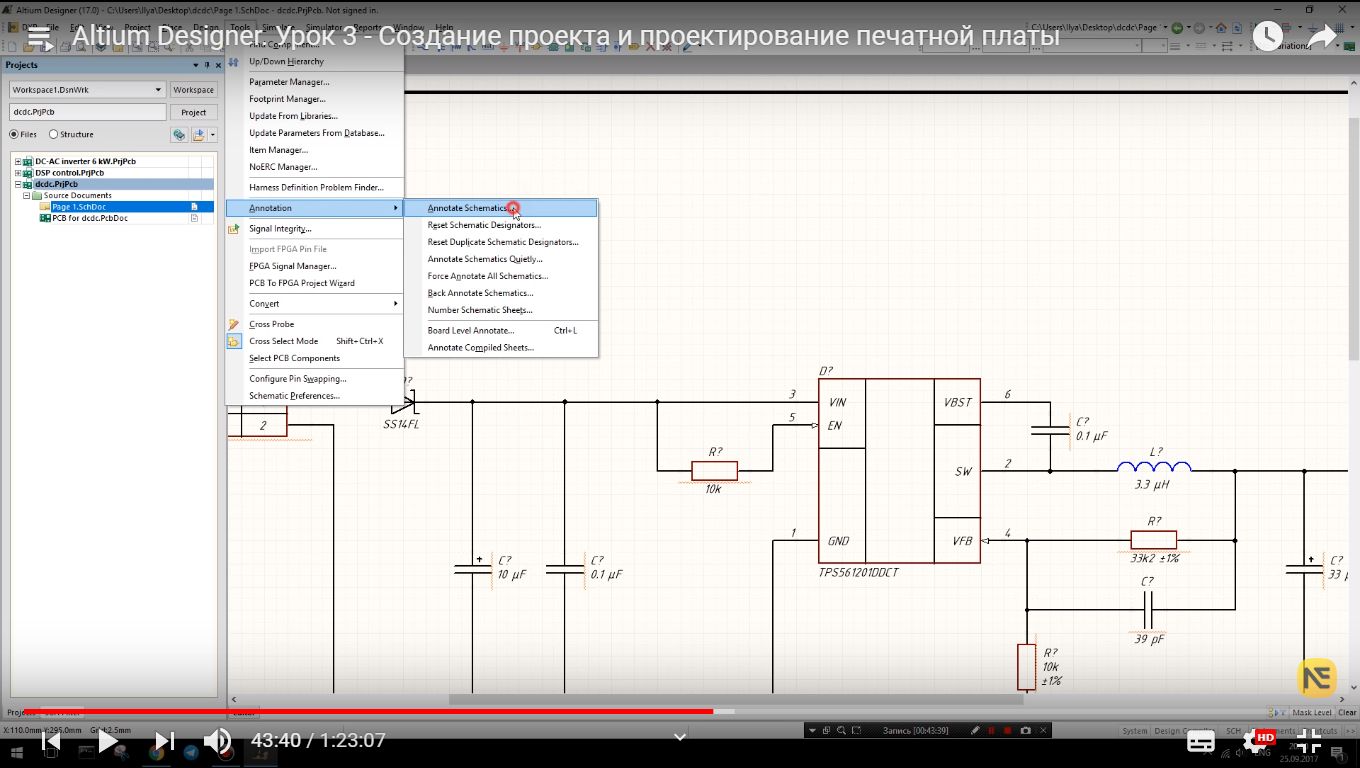 Altium Designer (17.0) - C:\Users\Ilya\Desktop\dcdc\Page 1.SchDoc - dcdc.PrjPcb. Not signed in.
Altium Designer. Урок 3 - Создание проекта и проектирование печатной платы
Projects
Workspace1.DsnWrk
Workspace
dcdc.PrjPcb
Project
Files
Structure
DC-AC inverter 6 kW.PrjPcb
DSP control.PrjPcb
dcdc.PrjPcb
Source Documents
Page 1.SchDoc
PCB for dcdc.PcbDoc
Up/Down Hierarchy
Parameter Manager...
Footprint Manager...
Update From Libraries...
Update Parameters From Database...
Item Manager...
NoERC Manager...
Harness Definition Problem Finder...
Annotation
Signal Integrity...
Import FPGA Pin File
FPGA Signal Manager...
PCB To FPGA Project Wizard
Convert
Cross Probe
Cross Select Mode Shift+Ctrl+X
Select PCB Components
Configure Pin Swapping...
Schematic Preferences...
Annotate Schematics
Reset Schematic Designators...
Reset Duplicate Schematic Designators...
Annotate Schematics Quietly...
Force Annotate All Schematics...
Back Annotate Schematics...
Number Schematic Sheets...
Board Level Annotate... Ctrl+L
Annotate Compiled Sheets...
2
SS14FL
R?
10k
D?
3
5
1
VIN
EN
GND
VBST
SW
VFB
6
2
4
TPS561201DDCT
C?
0.1 µF
L?
3.3 µH
R?
33k2 ±1%
C?
39 pF
C?
10 µF
C?
0.1 µF
R?
10k
±1%
C?
33
NE
Mask Level Clear
X:110.0mm Y:295.0mm Grid:2.5mm
Запись [00:43:39]
System
SCH
43:40 / 1:23:07
HD
ENG
25.09.2017